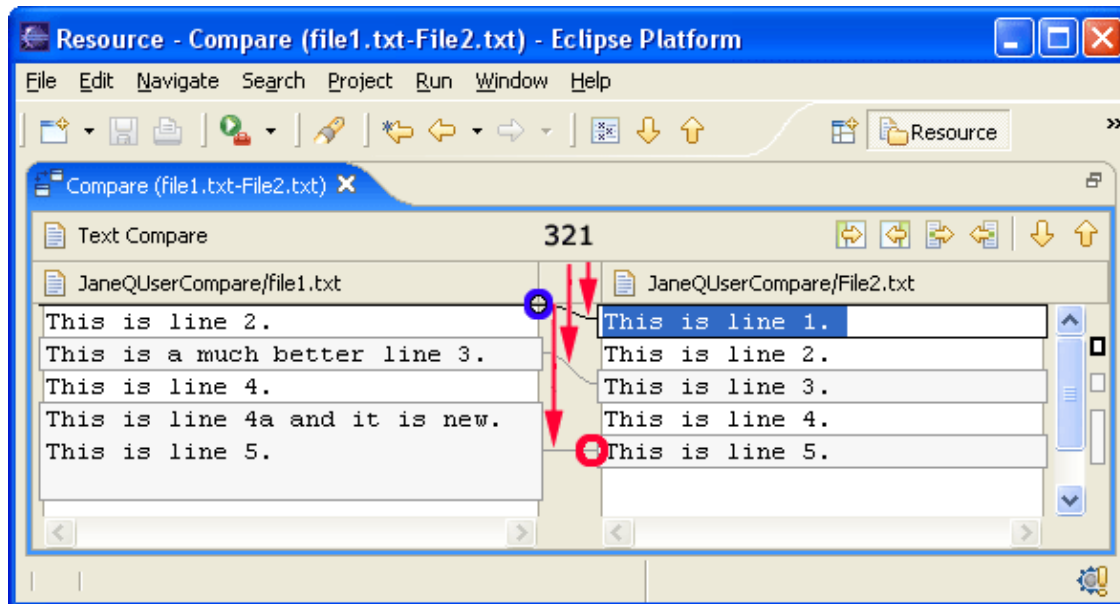 Resource - Compare (file1.txt-File2.txt) - Eclipse Platform
File Edit Navigate Search Project Run Window Help
Resource
Compare (file1.txt-File2.txt)
Text Compare
321
JaneQUserCompare/file1.txt
JaneQUserCompare/File2.txt
This is line 2.
This is a much better line 3.
This is line 4.
This is line 4a and it is new.
This is line 5.
This is line 1.
This is line 2.
This is line 3.
This is line 4.
This is line 5.